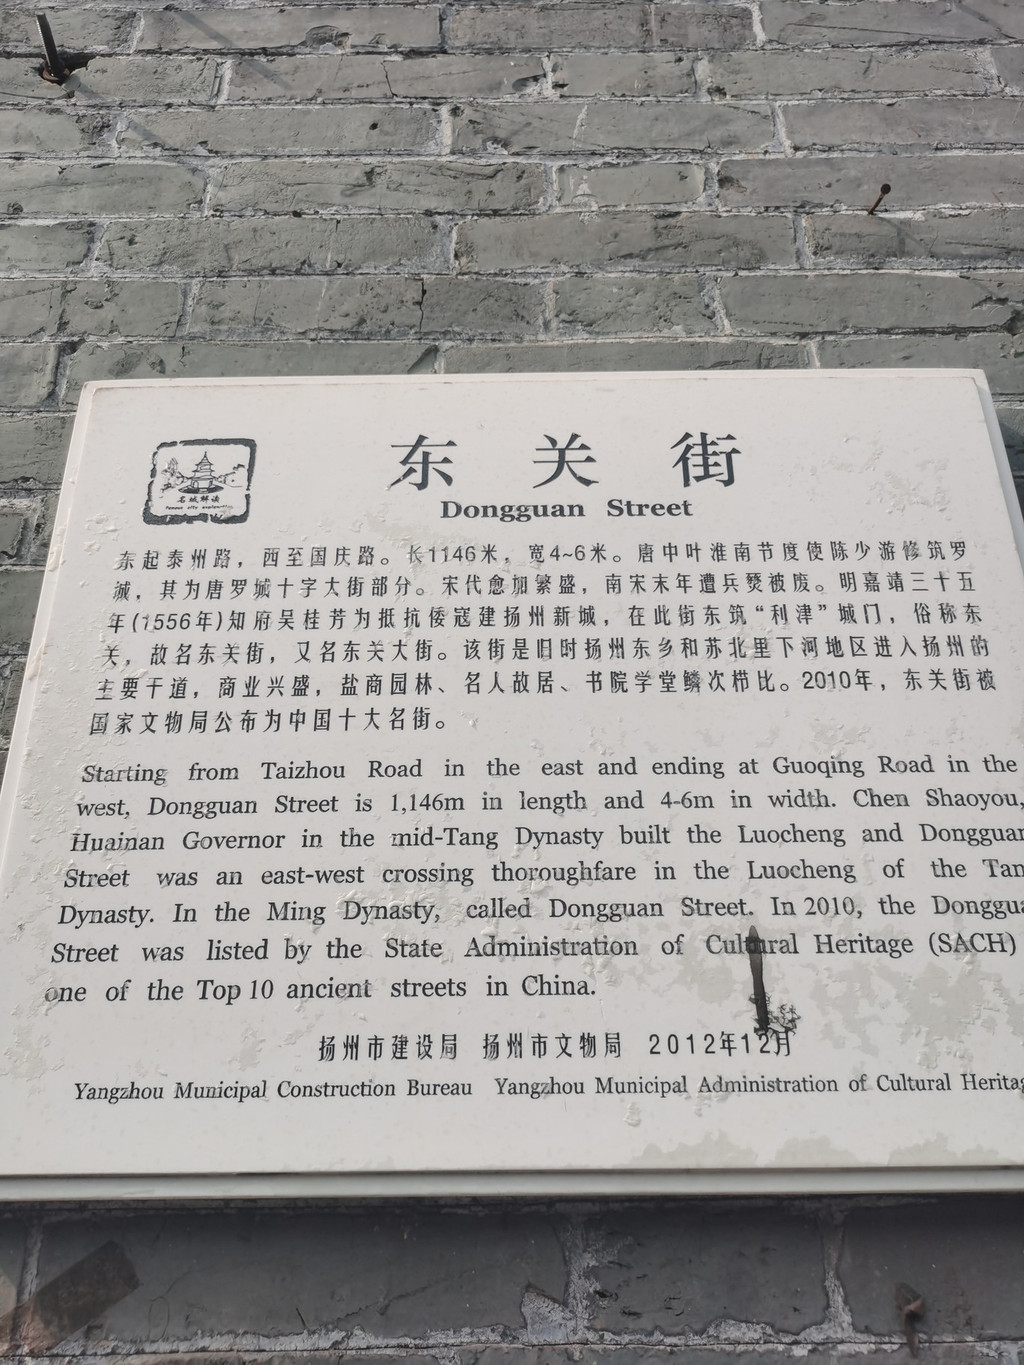 东关街
Dongguan Street
名城解读
东起泰州路，西至国庆路。长1146米，宽4~6米。唐中叶淮南节度使陈少游修筑罗
城，其为唐罗城十字大街部分。宋代愈加繁盛，南宋末年遭兵燹被废。明嘉靖三十五
年(1556年)知府吴桂芳为抵抗倭寇建扬州新城，在此街东筑“利津”城门，俗称东
关，故名东关街，又名东关大街。该街是旧时扬州东乡和苏北里下河地区进入扬州的
主要干道，商业兴盛，盐商园林、名人故居、书院学堂鳞次栉比。2010年，东关街被
国家文物局公布为中国十大名街。
Starting from Taizhou Road in the east and ending at Guoqing Road in the
west, Dongguan Street is 1,146m in length and 4-6m in width. Chen Shaoyou,
Huainan Governor in the mid-Tang Dynasty built the Luocheng and Dongguan
Street was an east-west crossing thoroughfare in the Luocheng of the Tan
Dynasty. In the Ming Dynasty, called Dongguan Street. In 2010, the Donggua
Street was listed by the State Administration of Cultural Heritage (SACH)
one of the Top 10 ancient streets in China.
扬州市建设局 扬州市文物局 2012年12月
Yangzhou Municipal Construction Bureau Yangzhou Municipal Administration of Cultural Heritag